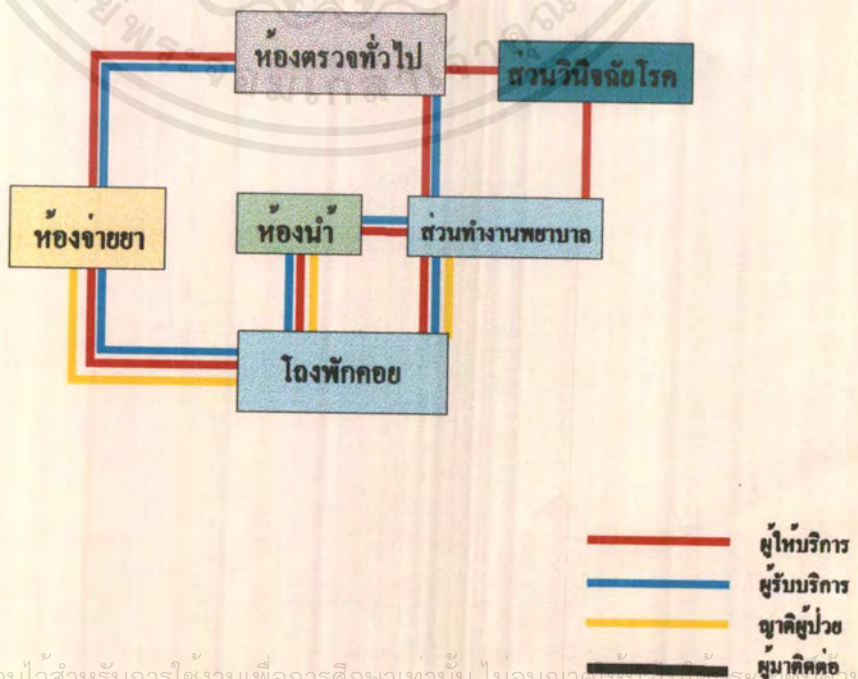 ห้องตรวจทั่วไป
ส่วนวินิจฉัยโรค
ห้องจ่ายยา
ห้องน้ำ
ส่วนทำงานพยาบาล
โถงพักคอย
ผู้ให้บริการ
ผู้รับบริการ
ญาติผู้ป่วย
ผู้มาติดต่อ